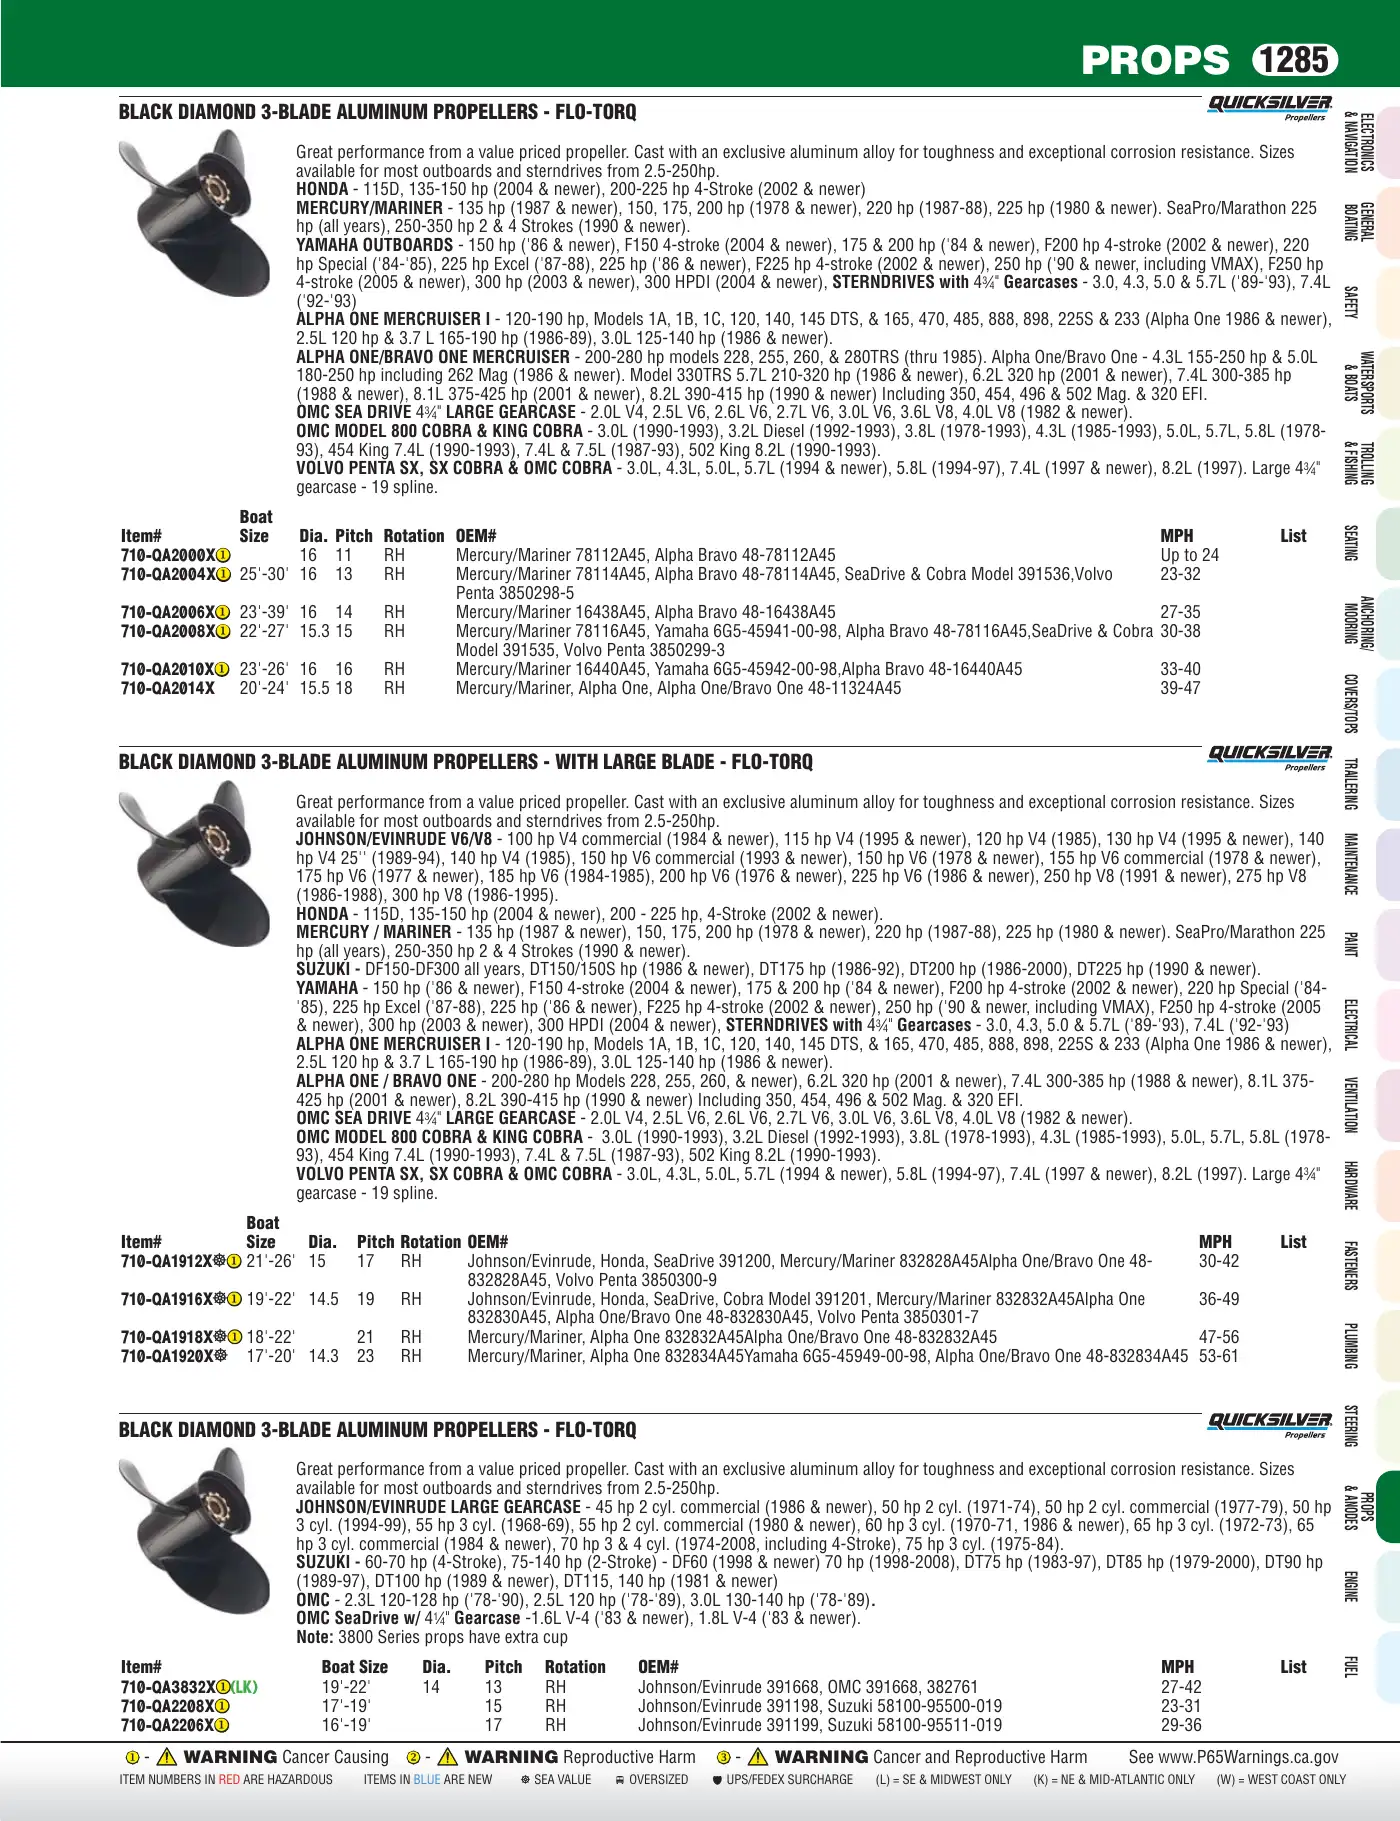 PROPS 1285
BLACK DIAMOND 3-BLADE ALUMINUM PROPELLERS - FLO-TORQ
QUICKSILVER
Propellers
Great performance from a value priced propeller. Cast with an exclusive aluminum alloy for toughness and exceptional corrosion resistance. Sizes
available for most outboards and sterndrives from 2.5-250hp.
HONDA - 115D, 135-150 hp (2004 & newer), 200-225 hp 4-Stroke (2002 & newer)
MERCURY/MARINER - 135 hp (1987 & newer), 150, 175, 200 hp (1978 & newer), 220 hp (1987-88), 225 hp (1980 & newer). SeaPro/Marathon 225
hp (all years), 250-350 hp 2 & 4 Strokes (1990 & newer).
YAMAHA OUTBOARDS - 150 hp ('86 & newer), F150 4-stroke (2004 & newer), 175 & 200 hp ('84 & newer), F200 hp 4-stroke (2002 & newer), 220
hp Special ('84-'85), 225 hp Excel ('87-88), 225 hp ('86 & newer), F225 hp 4-stroke (2002 & newer), 250 hp ('90 & newer, including VMAX), F250 hp
4-stroke (2005 & newer), 300 hp (2003 & newer), 300 HPDI (2004 & newer), STERNDRIVES with 4¾" Gearcases - 3.0, 4.3, 5.0 & 5.7L ('89-'93), 7.4L
('92-'93)
ALPHA ONE MERCRUISER I - 120-190 hp, Models 1A, 1B, 1C, 120, 140, 145 DTS, & 165, 470, 485, 888, 898, 225S & 233 (Alpha One 1986 & newer),
2.5L 120 hp & 3.7 L 165-190 hp (1986-89), 3.0L 125-140 hp (1986 & newer).
ALPHA ONE/BRAVO ONE MERCRUISER - 200-280 hp models 228, 255, 260, & 280TRS (thru 1985). Alpha One/Bravo One - 4.3L 155-250 hp & 5.0L
180-250 hp including 262 Mag (1986 & newer). Model 330TRS 5.7L 210-320 hp (1986 & newer), 6.2L 320 hp (2001 & newer), 7.4L 300-385 hp
(1988 & newer), 8.1L 375-425 hp (2001 & newer), 8.2L 390-415 hp (1990 & newer) Including 350, 454, 496 & 502 Mag. & 320 EFI.
OMC SEA DRIVE 4¾" LARGE GEARCASE - 2.0L V4, 2.5L V6, 2.6L V6, 2.7L V6, 3.0L V6, 3.6L V8, 4.0L V8 (1982 & newer).
OMC MODEL 800 COBRA & KING COBRA - 3.0L (1990-1993), 3.2L Diesel (1992-1993), 3.8L (1978-1993), 4.3L (1985-1993), 5.0L, 5.7L, 5.8L (1978-
93), 454 King 7.4L (1990-1993), 7.4L & 7.5L (1987-93), 502 King 8.2L (1990-1993).
VOLVO PENTA SX, SX COBRA & OMC COBRA - 3.0L, 4.3L, 5.0L, 5.7L (1994 & newer), 5.8L (1994-97), 7.4L (1997 & newer), 8.2L (1997). Large 4¾"
gearcase - 19 spline.
Boat
Item# Size Dia. Pitch Rotation OEM# MPH List
710-QA2000X① 16 11 RH Mercury/Mariner 78112A45, Alpha Bravo 48-78112A45 Up to 24
710-QA2004X① 25'-30' 16 13 RH Mercury/Mariner 78114A45, Alpha Bravo 48-78114A45, SeaDrive & Cobra Model 391536,Volvo 23-32
Penta 3850298-5
710-QA2006X① 23'-39' 16 14 RH Mercury/Mariner 16438A45, Alpha Bravo 48-16438A45 27-35
710-QA2008X① 22'-27' 15.3 15 RH Mercury/Mariner 78116A45, Yamaha 6G5-45941-00-98, Alpha Bravo 48-78116A45,SeaDrive & Cobra 30-38
Model 391535, Volvo Penta 3850299-3
710-QA2010X① 23'-26' 16 16 RH Mercury/Mariner 16440A45, Yamaha 6G5-45942-00-98,Alpha Bravo 48-16440A45 33-40
710-QA2014X 20'-24' 15.5 18 RH Mercury/Mariner, Alpha One, Alpha One/Bravo One 48-11324A45 39-47
BLACK DIAMOND 3-BLADE ALUMINUM PROPELLERS - WITH LARGE BLADE - FLO-TORQ
QUICKSILVER
Propellers
Great performance from a value priced propeller. Cast with an exclusive aluminum alloy for toughness and exceptional corrosion resistance. Sizes
available for most outboards and sterndrives from 2.5-250hp.
JOHNSON/EVINRUDE V6/V8 - 100 hp V4 commercial (1984 & newer), 115 hp V4 (1995 & newer), 120 hp V4 (1985), 130 hp V4 (1995 & newer), 140
hp V4 25'' (1989-94), 140 hp V4 (1985), 150 hp V6 commercial (1993 & newer), 150 hp V6 (1978 & newer), 155 hp V6 commercial (1978 & newer),
175 hp V6 (1977 & newer), 185 hp V6 (1984-1985), 200 hp V6 (1976 & newer), 225 hp V6 (1986 & newer), 250 hp V8 (1991 & newer), 275 hp V8
(1986-1988), 300 hp V8 (1986-1995).
HONDA - 115D, 135-150 hp (2004 & newer), 200 - 225 hp, 4-Stroke (2002 & newer).
MERCURY / MARINER - 135 hp (1987 & newer), 150, 175, 200 hp (1978 & newer), 220 hp (1987-88), 225 hp (1980 & newer). SeaPro/Marathon 225
hp (all years), 250-350 hp 2 & 4 Strokes (1990 & newer).
SUZUKI - DF150-DF300 all years, DT150/150S hp (1986 & newer), DT175 hp (1986-92), DT200 hp (1986-2000), DT225 hp (1990 & newer).
YAMAHA - 150 hp ('86 & newer), F150 4-stroke (2004 & newer), 175 & 200 hp ('84 & newer), F200 hp 4-stroke (2002 & newer), 220 hp Special ('84-
'85), 225 hp Excel ('87-88), 225 hp ('86 & newer), F225 hp 4-stroke (2002 & newer), 250 hp ('90 & newer, including VMAX), F250 hp 4-stroke (2005
& newer), 300 hp (2003 & newer), 300 HPDI (2004 & newer), STERNDRIVES with 4¾" Gearcases - 3.0, 4.3, 5.0 & 5.7L ('89-'93), 7.4L ('92-'93)
ALPHA ONE MERCRUISER I - 120-190 hp, Models 1A, 1B, 1C, 120, 140, 145 DTS, & 165, 470, 485, 888, 898, 225S & 233 (Alpha One 1986 & newer),
2.5L 120 hp & 3.7 L 165-190 hp (1986-89), 3.0L 125-140 hp (1986 & newer).
ALPHA ONE / BRAVO ONE - 200-280 hp Models 228, 255, 260, & newer), 6.2L 320 hp (2001 & newer), 7.4L 300-385 hp (1988 & newer), 8.1L 375-
425 hp (2001 & newer), 8.2L 390-415 hp (1990 & newer) Including 350, 454, 496 & 502 Mag. & 320 EFI.
OMC SEA DRIVE 4¾" LARGE GEARCASE - 2.0L V4, 2.5L V6, 2.6L V6, 2.7L V6, 3.0L V6, 3.6L V8, 4.0L V8 (1982 & newer).
OMC MODEL 800 COBRA & KING COBRA - 3.0L (1990-1993), 3.2L Diesel (1992-1993), 3.8L (1978-1993), 4.3L (1985-1993), 5.0L, 5.7L, 5.8L (1978-
93), 454 King 7.4L (1990-1993), 7.4L & 7.5L (1987-93), 502 King 8.2L (1990-1993).
VOLVO PENTA SX, SX COBRA & OMC COBRA - 3.0L, 4.3L, 5.0L, 5.7L (1994 & newer), 5.8L (1994-97), 7.4L (1997 & newer), 8.2L (1997). Large 4¾"
gearcase - 19 spline.
Boat
Item# Size Dia. Pitch Rotation OEM# MPH List
710-QA1912X☸① 21'-26' 15 17 RH Johnson/Evinrude, Honda, SeaDrive 391200, Mercury/Mariner 832828A45Alpha One/Bravo One 48- 30-42
832828A45, Volvo Penta 3850300-9
710-QA1916X☸① 19'-22' 14.5 19 RH Johnson/Evinrude, Honda, SeaDrive, Cobra Model 391201, Mercury/Mariner 832832A45Alpha One 36-49
832830A45, Alpha One/Bravo One 48-832830A45, Volvo Penta 3850301-7
710-QA1918X☸① 18'-22' 21 RH Mercury/Mariner, Alpha One 832832A45Alpha One/Bravo One 48-832832A45 47-56
710-QA1920X☸ 17'-20' 14.3 23 RH Mercury/Mariner, Alpha One 832834A45Yamaha 6G5-45949-00-98, Alpha One/Bravo One 48-832834A45 53-61
BLACK DIAMOND 3-BLADE ALUMINUM PROPELLERS - FLO-TORQ
QUICKSILVER
Propellers
Great performance from a value priced propeller. Cast with an exclusive aluminum alloy for toughness and exceptional corrosion resistance. Sizes
available for most outboards and sterndrives from 2.5-250hp.
JOHNSON/EVINRUDE LARGE GEARCASE - 45 hp 2 cyl. commercial (1986 & newer), 50 hp 2 cyl. (1971-74), 50 hp 2 cyl. commercial (1977-79), 50 hp
3 cyl. (1994-99), 55 hp 3 cyl. (1968-69), 55 hp 2 cyl. commercial (1980 & newer), 60 hp 3 cyl. (1970-71, 1986 & newer), 65 hp 3 cyl. (1972-73), 65
hp 3 cyl. commercial (1984 & newer), 70 hp 3 & 4 cyl. (1974-2008, including 4-Stroke), 75 hp 3 cyl. (1975-84).
SUZUKI - 60-70 hp (4-Stroke), 75-140 hp (2-Stroke) - DF60 (1998 & newer) 70 hp (1998-2008), DT75 hp (1983-97), DT85 hp (1979-2000), DT90 hp
(1989-97), DT100 hp (1989 & newer), DT115, 140 hp (1981 & newer)
OMC - 2.3L 120-128 hp ('78-'90), 2.5L 120 hp ('78-'89), 3.0L 130-140 hp ('78-'89).
OMC SeaDrive w/ 4¼" Gearcase -1.6L V-4 ('83 & newer), 1.8L V-4 ('83 & newer).
Note: 3800 Series props have extra cup
Item# Boat Size Dia. Pitch Rotation OEM# MPH List
710-QA3832X①(LK) 19'-22' 14 13 RH Johnson/Evinrude 391668, OMC 391668, 382761 27-42
710-QA2208X① 17'-19' 15 RH Johnson/Evinrude 391198, Suzuki 58100-95500-019 23-31
710-QA2206X① 16'-19' 17 RH Johnson/Evinrude 391199, Suzuki 58100-95511-019 29-36
① - ⚠ WARNING Cancer Causing ② - ⚠ WARNING Reproductive Harm ③ - ⚠ WARNING Cancer and Reproductive Harm See www.P65Warnings.ca.gov
ITEM NUMBERS IN RED ARE HAZARDOUS ITEMS IN BLUE ARE NEW ☸ SEA VALUE OVERSIZED UPS/FEDEX SURCHARGE (L) = SE & MIDWEST ONLY (K) = NE & MID-ATLANTIC ONLY (W) = WEST COAST ONLY
ELECTRONICS
& NAVIGATION
GENERAL
BOATING
SAFETY
WATERSPORTS
& BOATS
TROLLING
& FISHING
SEATING
ANCHORING/
MOORING
COVERS/TOPS
TRAILERING
MAINTENANCE
PAINT
ELECTRICAL
VENTILATION
HARDWARE
FASTENERS
PLUMBING
STEERING
PROPS
& ANODES
ENGINE
FUEL